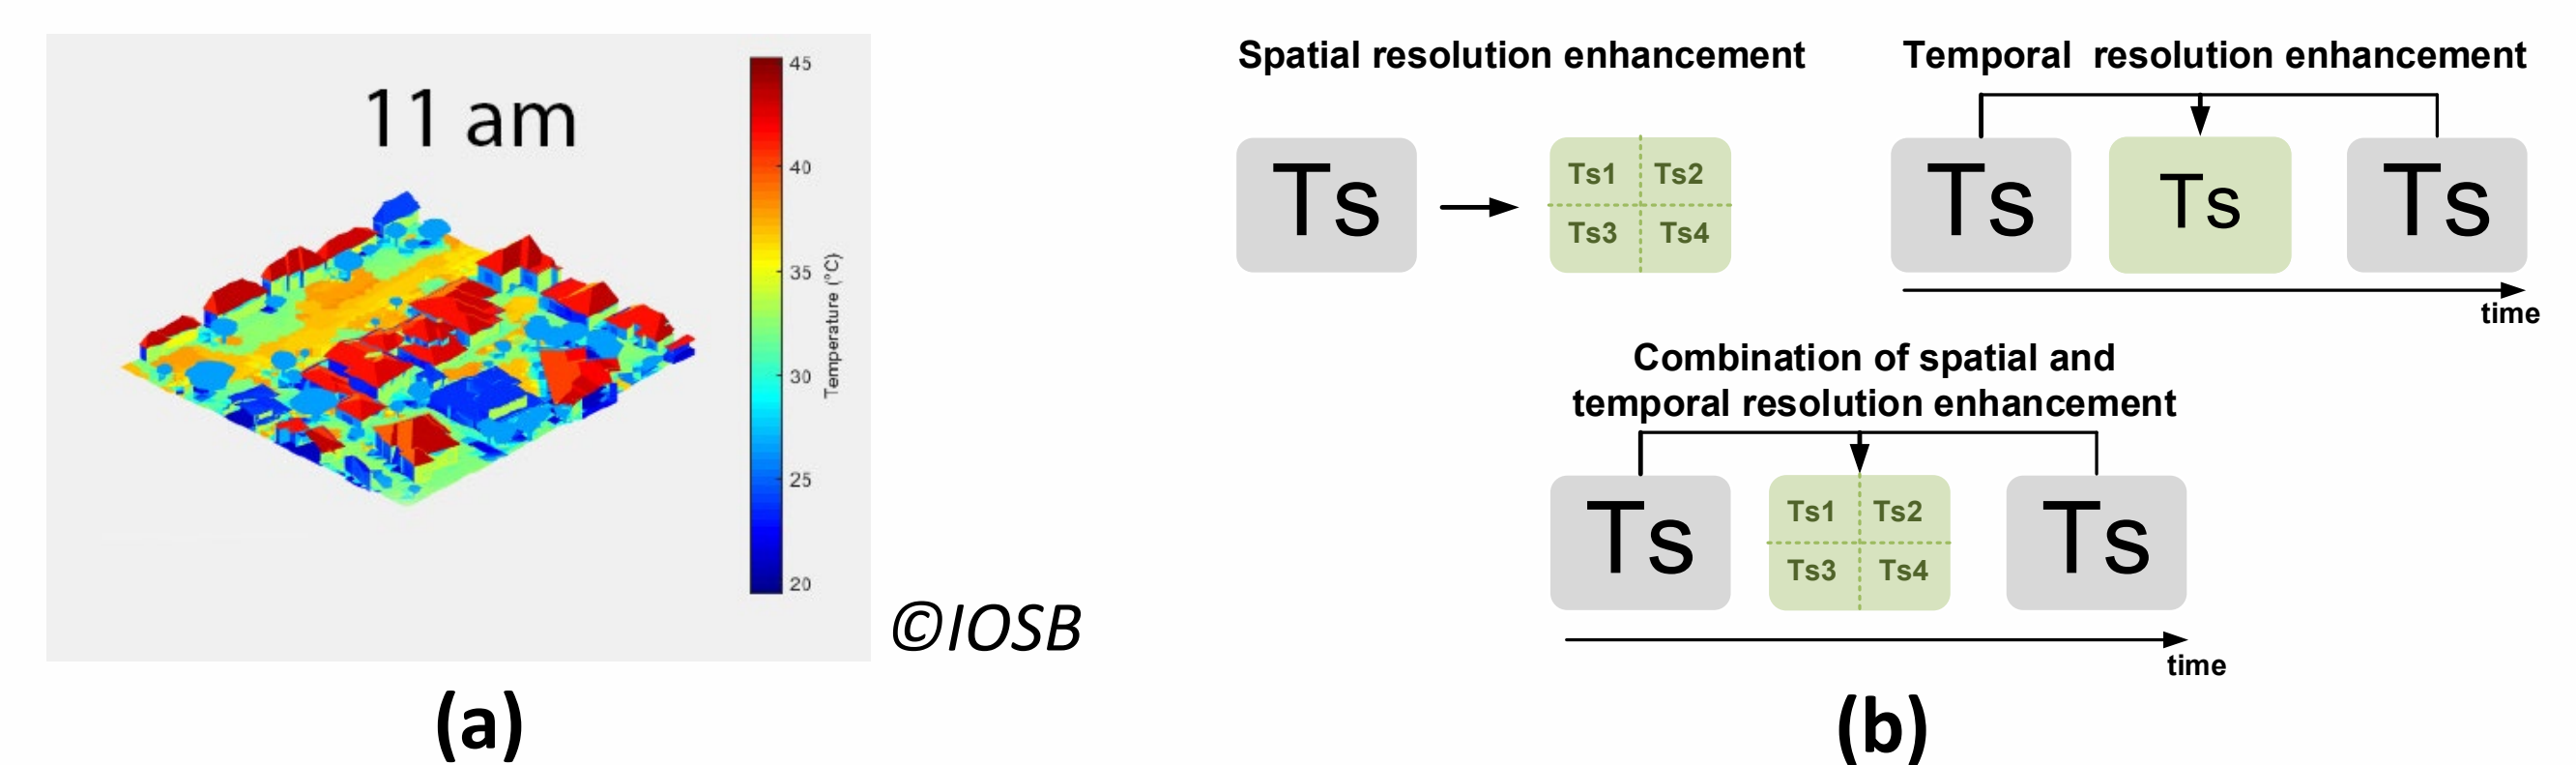 11 am
45
40
35
30
25
20
Temperature (°C)
©IOSB
(a)
Spatial resolution enhancement
Ts
Ts1 Ts2
Ts3 Ts4
Temporal resolution enhancement
Ts Ts Ts
time
Combination of spatial and
temporal resolution enhancement
Ts
Ts1 Ts2
Ts3 Ts4
Ts
time
(b)